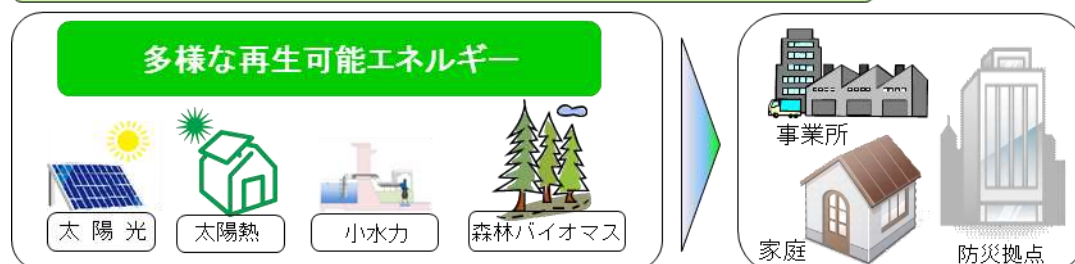 多様な再生可能エネルギー
太陽光
太陽熱
小水力
森林バイオマス
事業所
家庭
防災拠点